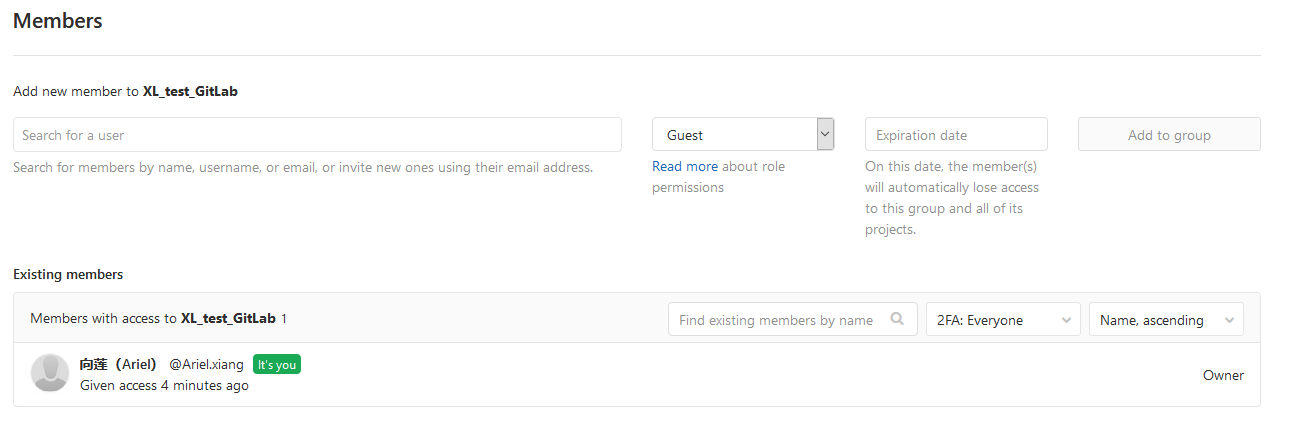 Members
Add new member to XL_test_GitLab
Search for a user
Guest
Expiration date
Add to group
Search for members by name, username, or email, or invite new ones using their email address.
Read more about role
permissions
On this date, the member(s)
will automatically lose access
to this group and all of its
projects.
Existing members
Members with access to XL_test_GitLab 1
Find existing members by name
2FA: Everyone
Name, ascending
向莲（Ariel） @Ariel.xiang It's you
Given access 4 minutes ago
Owner